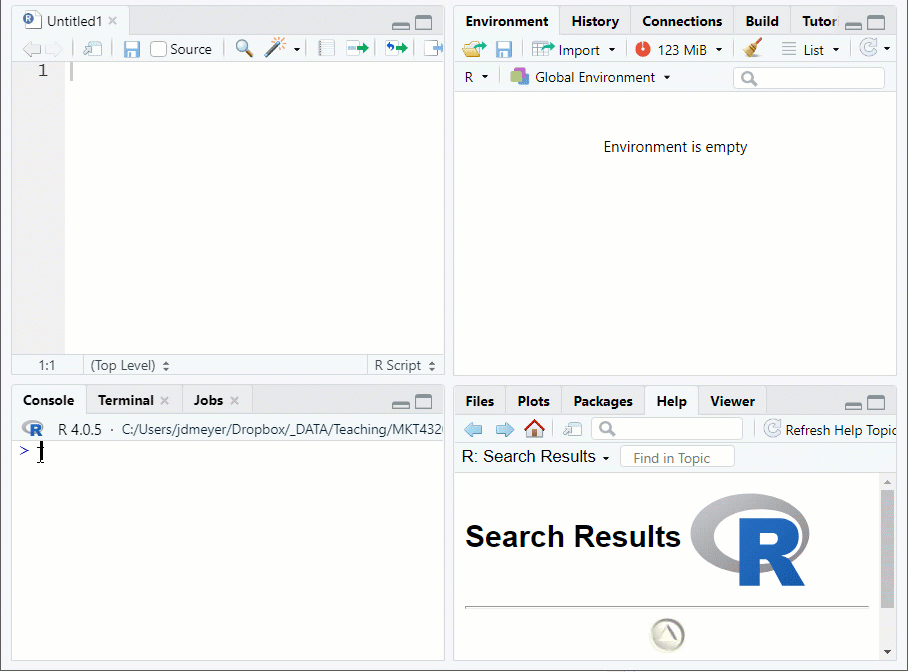 Untitled1
Source
1
1:1 (Top Level) R Script
Environment History Connections Build Tutor
Import 123 MiB List
R Global Environment
Environment is empty
Console Terminal Jobs
R 4.0.5 · C:/Users/jdmeyer/Dropbox/_DATA/Teaching/MKT432
>
Files Plots Packages Help Viewer
Refresh Help Topic
R: Search Results Find in Topic
Search Results R